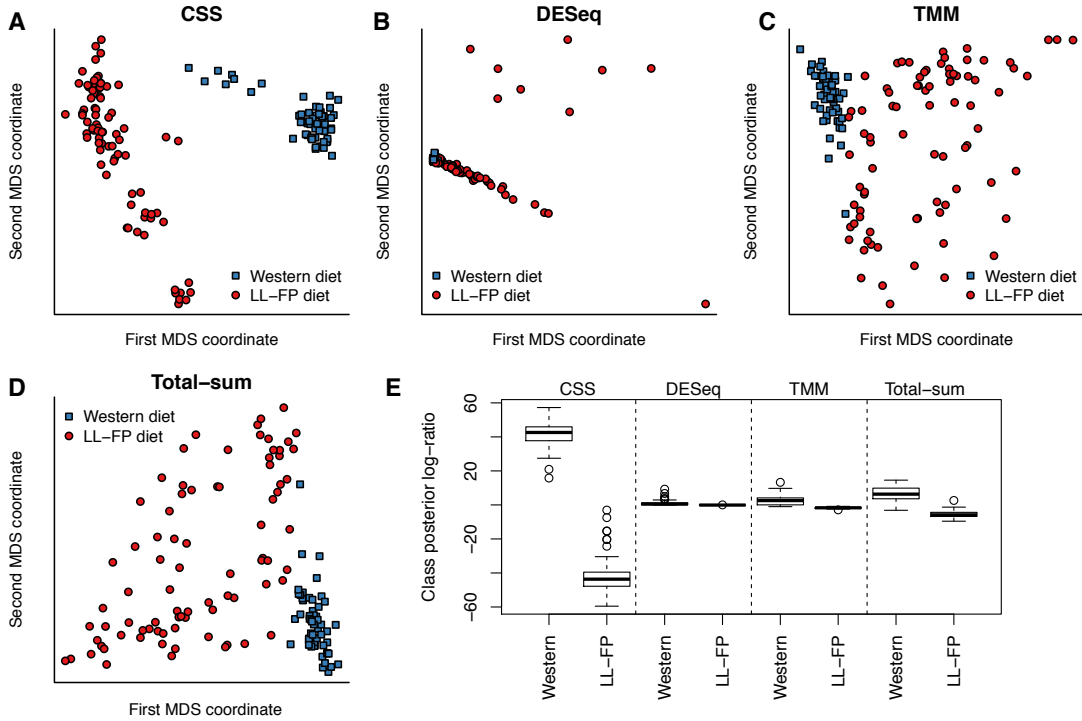 A
CSS
Second MDS coordinate
Western diet
LL−FP diet
First MDS coordinate
B
DESeq
Second MDS coordinate
Western diet
LL−FP diet
First MDS coordinate
C
TMM
Second MDS coordinate
Western diet
LL−FP diet
First MDS coordinate
D
Total−sum
Second MDS coordinate
Western diet
LL−FP diet
First MDS coordinate
E
CSS DESeq TMM Total−sum
Class posterior log−ratio
60
20
−20
−60
Western LL−FP Western LL−FP Western LL−FP Western LL−FP